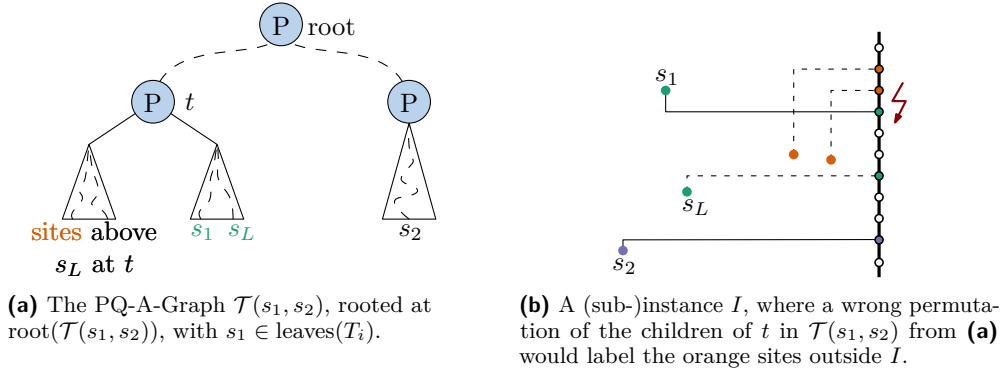 P root
P t
P
sites above
s_L at t
s_1 s_L
s_2
(a) The PQ-A-Graph 𝒯(s_1, s_2), rooted at
root(𝒯(s_1, s_2)), with s_1 ∈ leaves(T_i).
s_1
s_L
s_2
(b) A (sub-)instance I, where a wrong permuta-
tion of the children of t in 𝒯(s_1, s_2) from (a)
would label the orange sites outside I.